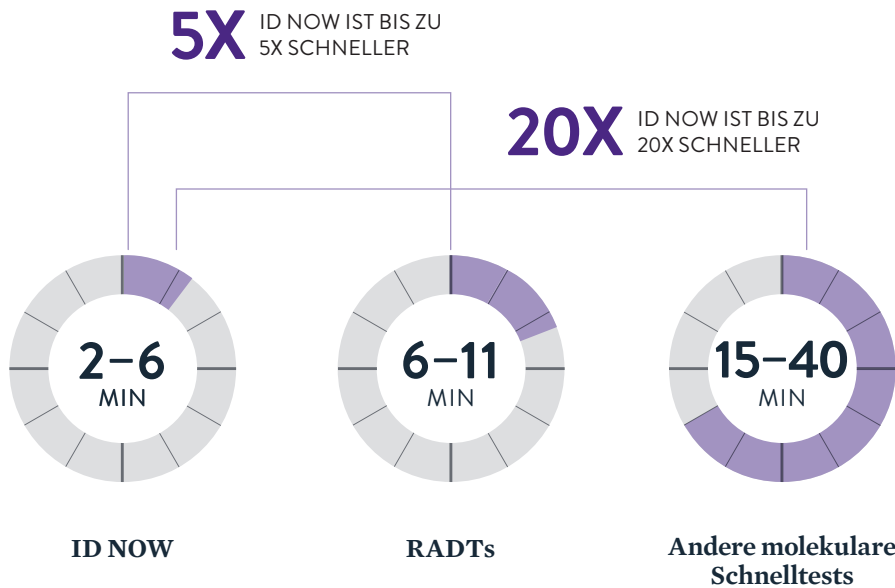 5X
ID NOW IST BIS ZU
5X SCHNELLER
20X
ID NOW IST BIS ZU
20X SCHNELLER
2–6
MIN
6–11
MIN
15–40
MIN
ID NOW
RADTs
Andere molekulare
Schnelltests